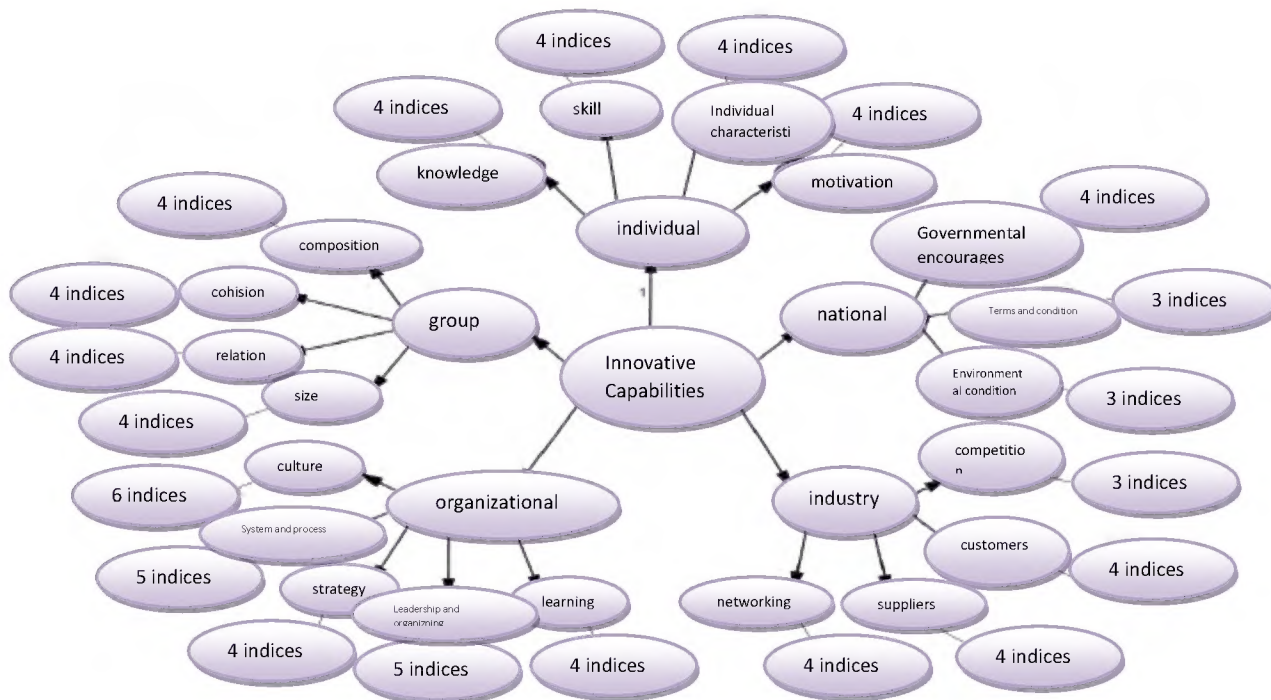 4 indices
4 indices
4 indices
skill
Individual
characteristi
4 indices
knowledge
motivation
4 indices
4 indices
individual
Governmental
encourages
composition
4 indices
cohision
group
1
national
Terms and condition
3 indices
4 indices
relation
Innovative
Capabilities
Environment
al condition
size
3 indices
4 indices
culture
competitio
n
6 indices
organizational
industry
3 indices
System and process
customers
5 indices
strategy
Leadership and
organizning
learning
networking
suppliers
4 indices
4 indices
5 indices
4 indices
4 indices
4 indices